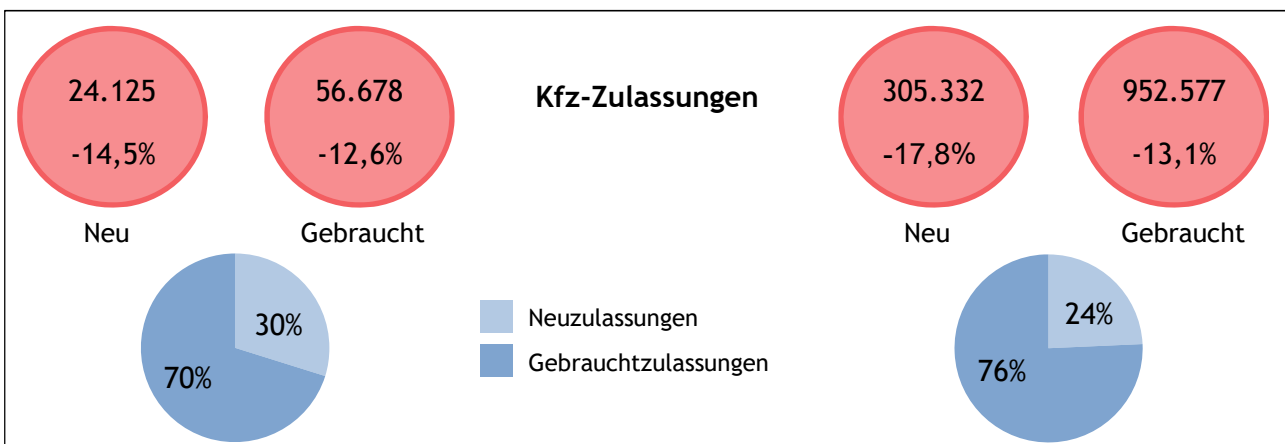 24.125
-14,5%
Neu
56.678
-12,6%
Gebraucht
Kfz-Zulassungen
305.332
-17,8%
Neu
952.577
-13,1%
Gebraucht
30%
70%
Neuzulassungen
Gebrauchtzulassungen
24%
76%